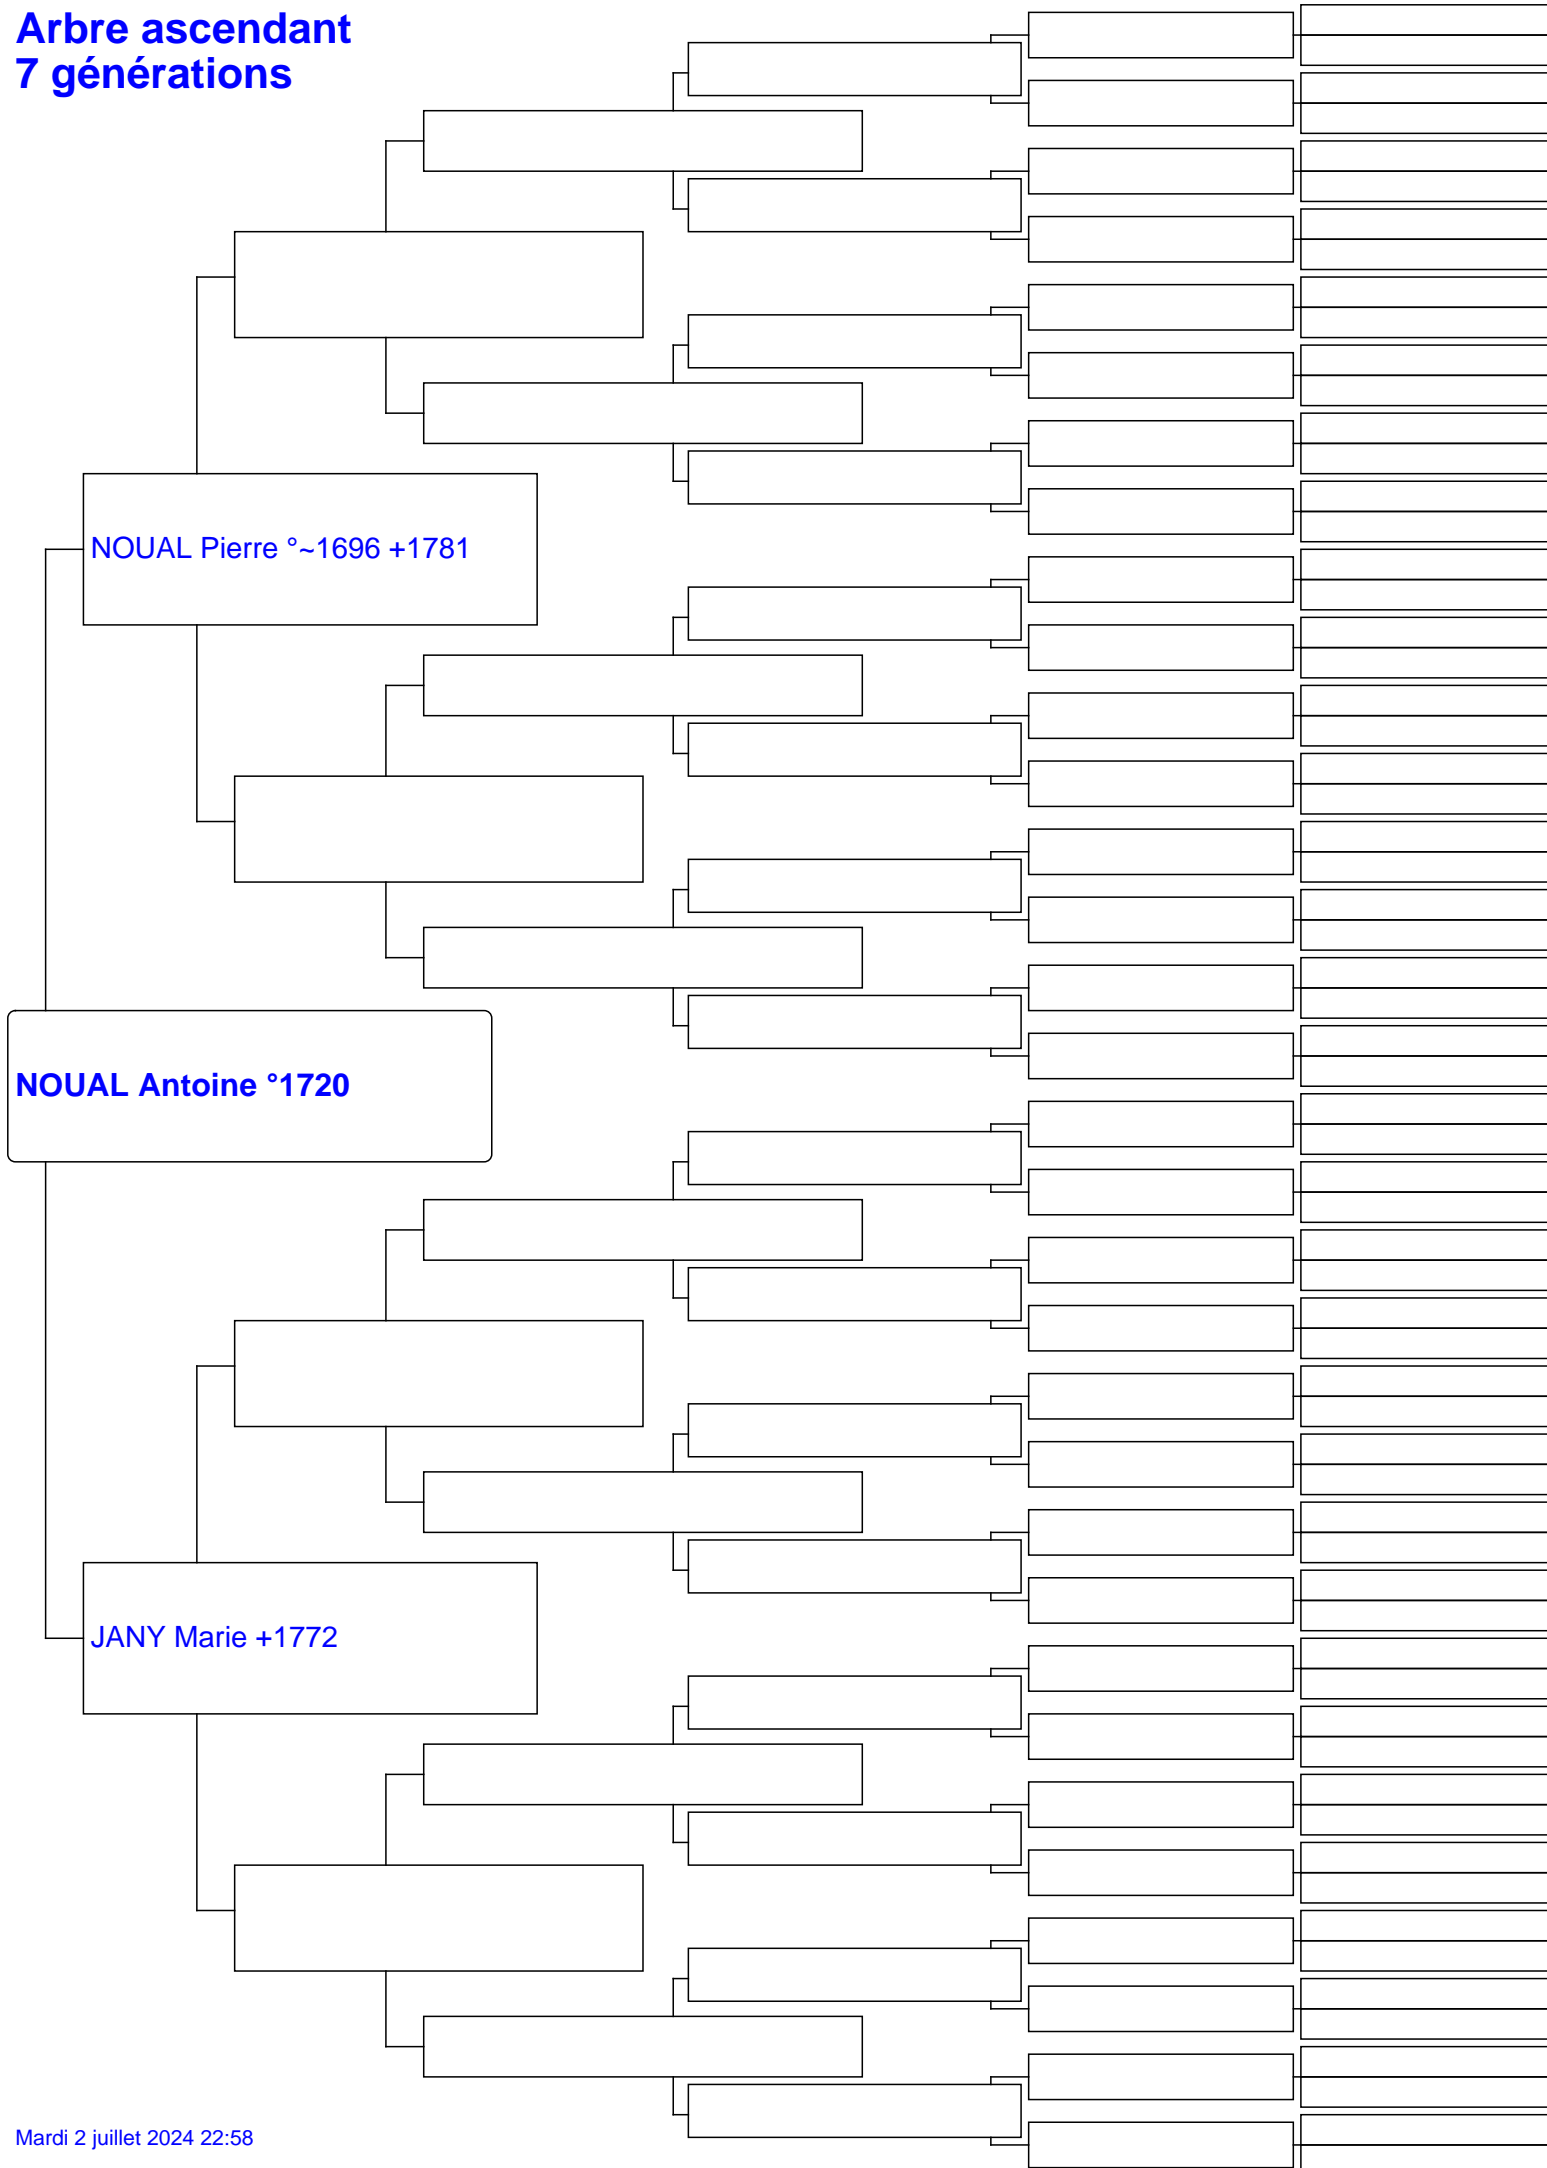 Arbre ascendant
7 générations
NOUAL Pierre °~1696 +1781
NOUAL Antoine °1720
JANY Marie +1772
Mardi 2 juillet 2024 22:58